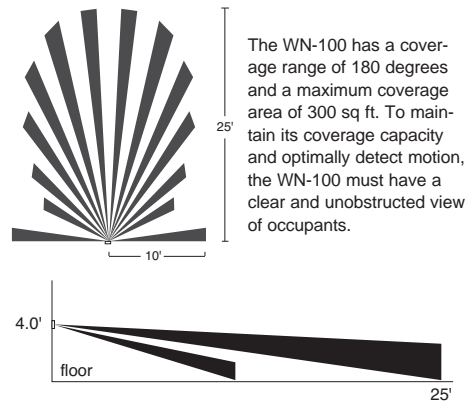 The WN-100 has a cover-
age range of 180 degrees
and a maximum coverage
area of 300 sq ft. To main-
tain its coverage capacity
and optimally detect motion,
the WN-100 must have a
clear and unobstructed view
of occupants.
25'
10'
4.0'
floor
25'